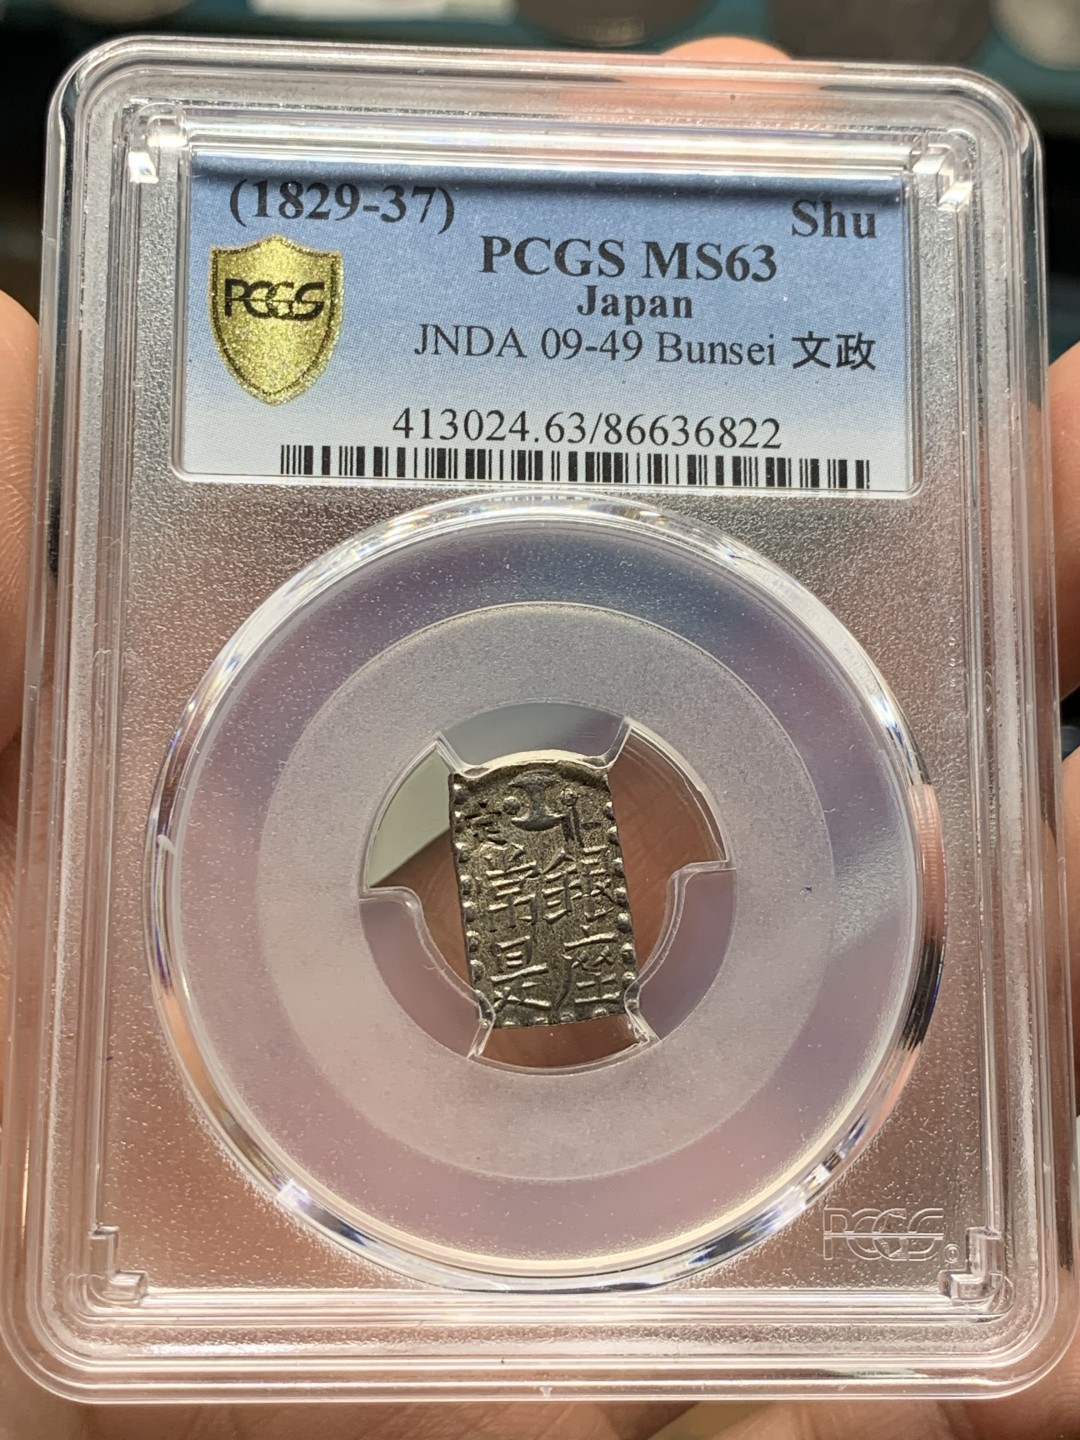 (1829-37) Shu
PCGS MS63
Japan
JNDA 09-49 Bunsei 文政
413024.63/86636822
PCGS
銀座
常是
PCGS